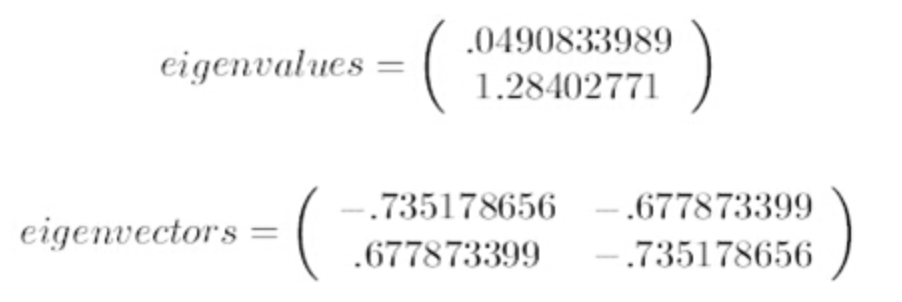 eigenvalues = ( .0490833989
1.28402771 )
eigenvectors = ( −.735178656 −.677873399
.677873399 −.735178656 )